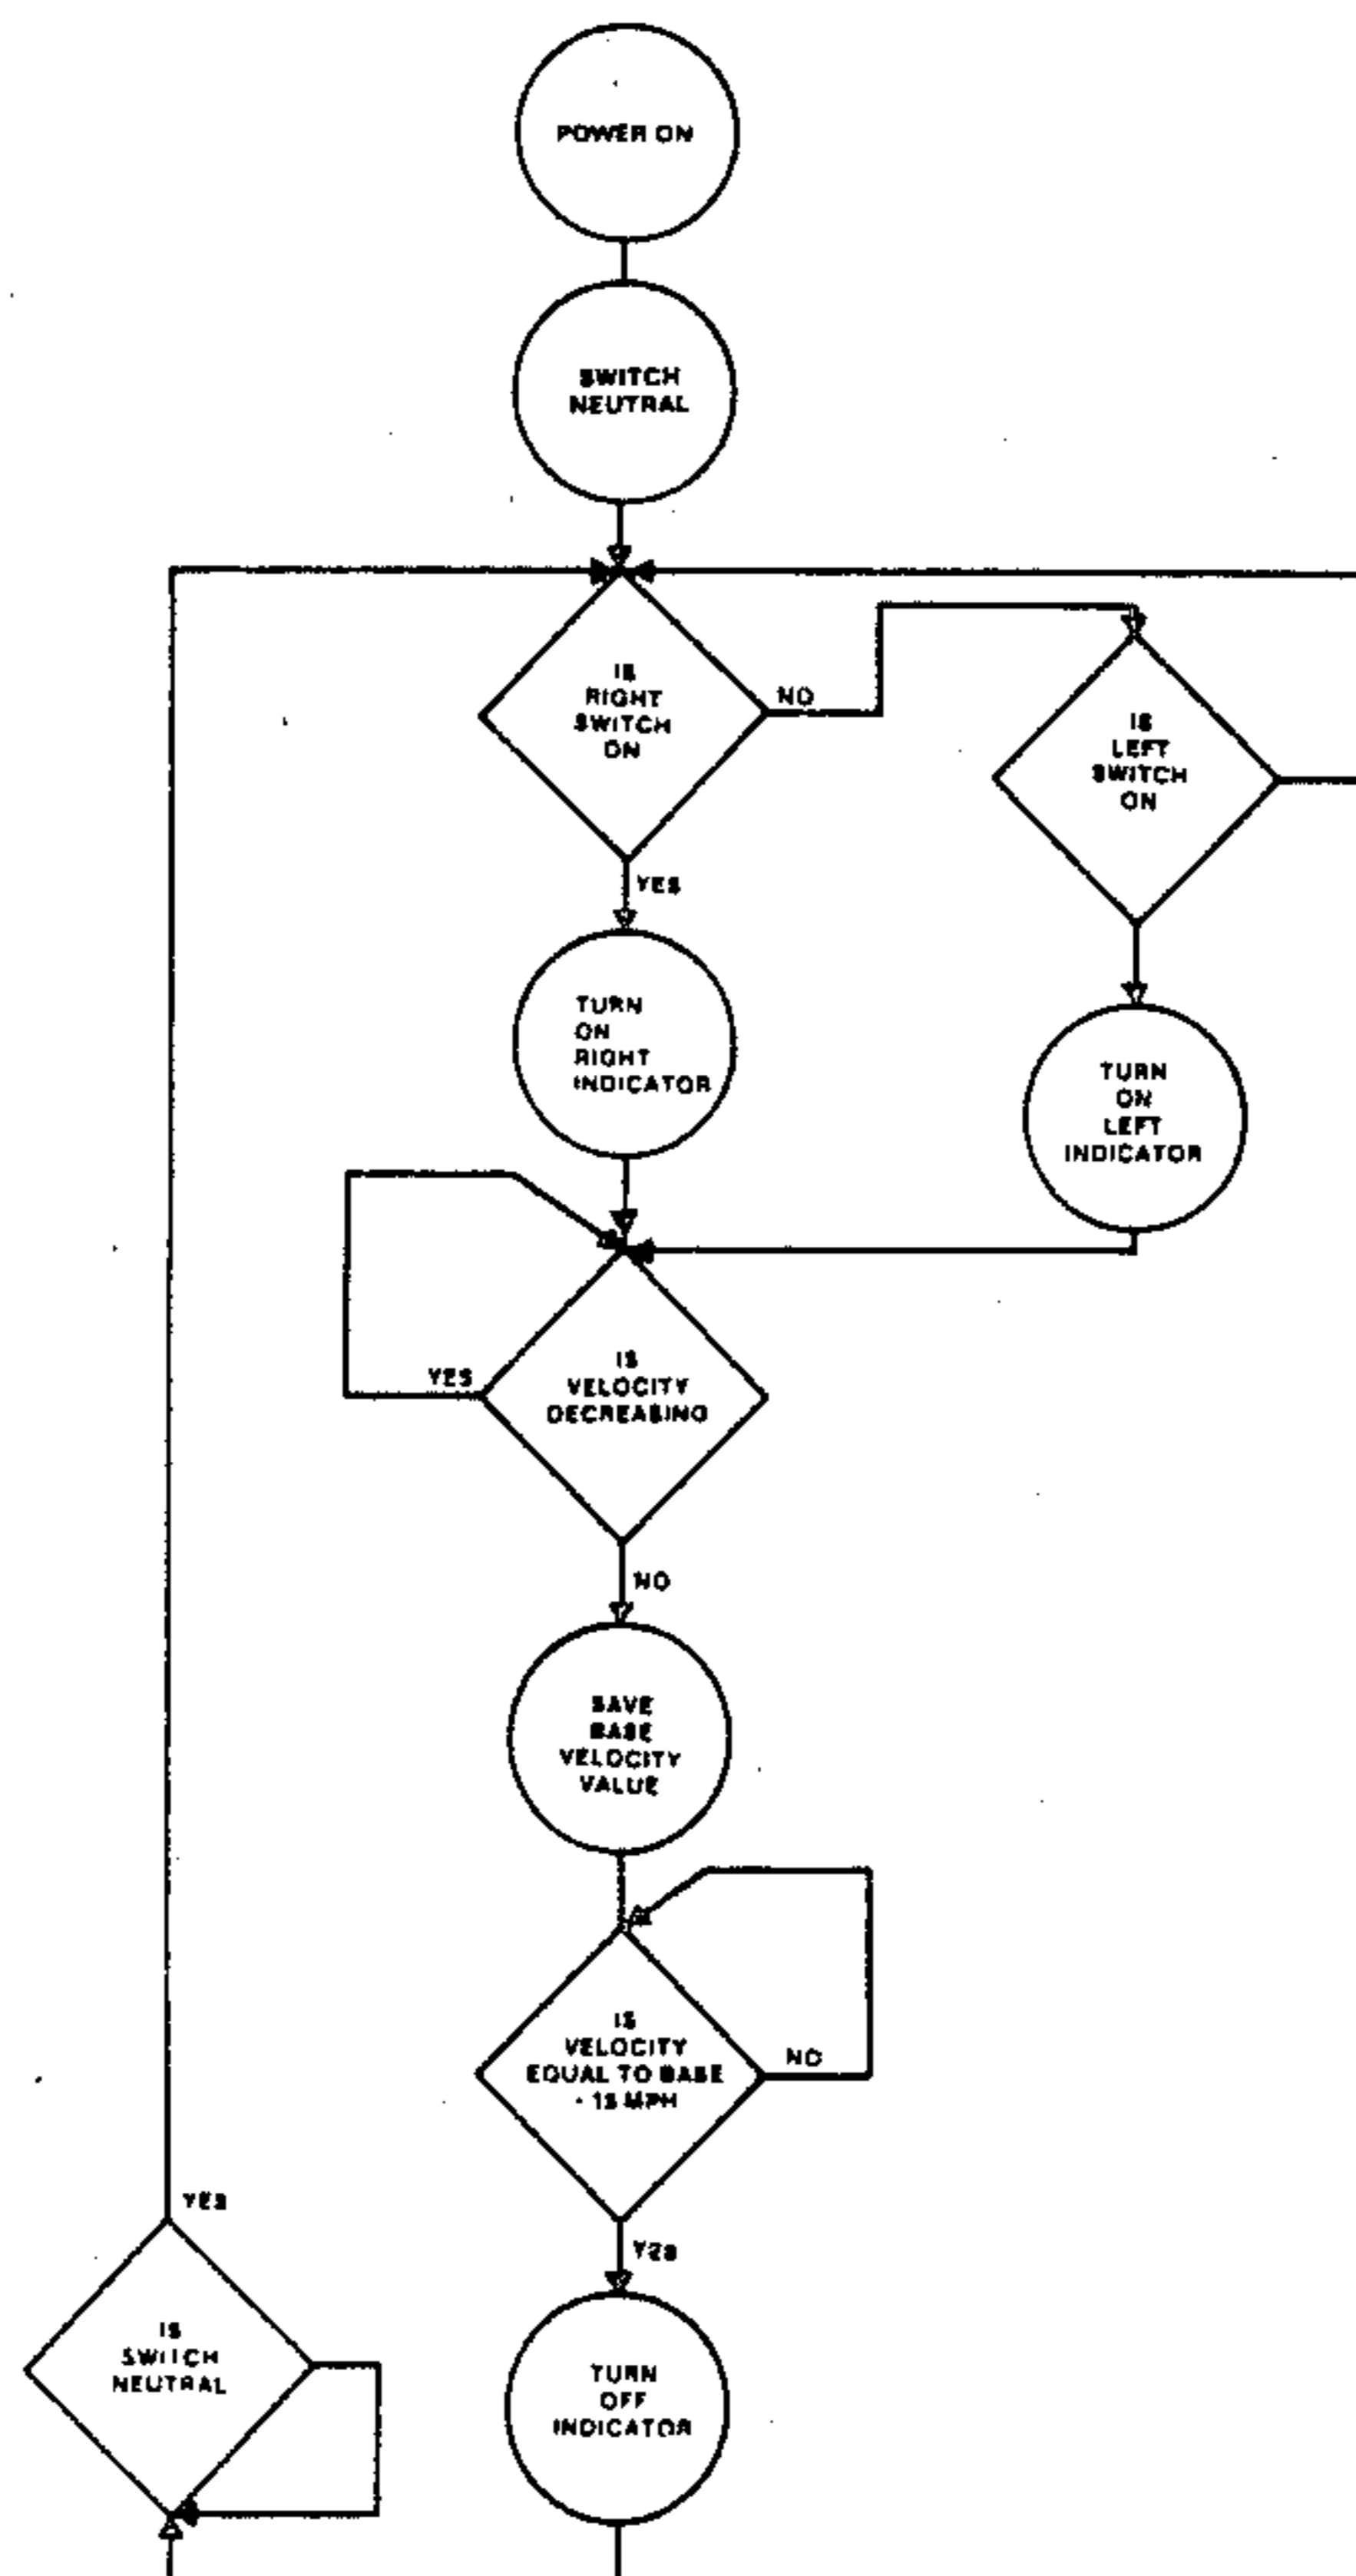 POWER ON
SWITCH
NEUTRAL
IS
RIGHT
SWITCH
ON
NO
IS
LEFT
SWITCH
ON
YES
TURN
ON
RIGHT
INDICATOR
TURN
ON
LEFT
INDICATOR
IS
VELOCITY
DECREASING
YES
NO
SAVE
BASE
VELOCITY
VALUE
IS
VELOCITY
EQUAL TO BASE
- 15 MPH
NO
YES
YES
IS
SWITCH
NEUTRAL
TURN
OFF
INDICATOR